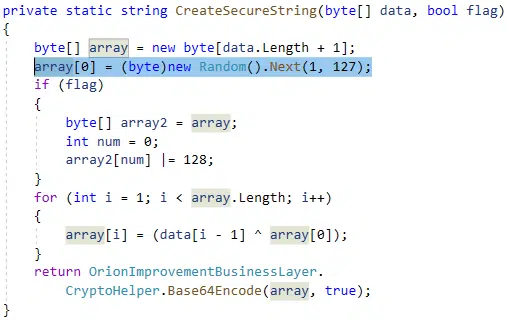 private static string CreateSecureString(byte[] data, bool flag)
{
    byte[] array = new byte[data.Length + 1];
    array[0] = (byte)new Random().Next(1, 127);
    if (flag)
    {
        byte[] array2 = array;
        int num = 0;
        array2[num] |= 128;
    }
    for (int i = 1; i < array.Length; i++)
    {
        array[i] = (data[i - 1] ^ array[0]);
    }
    return OrionImprovementBusinessLayer.
        CryptoHelper.Base64Encode(array, true);
}